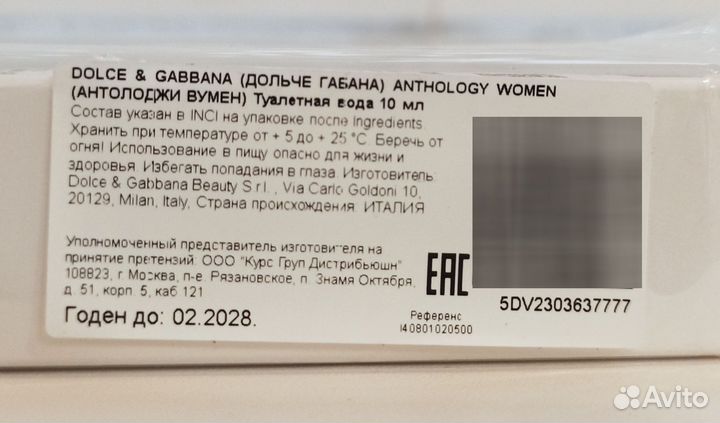 DOLCE & GABBANA (ДОЛЬЧЕ ГАБАНА) ANTHOLOGY WOMEN
(АНТОЛОДЖИ ВУМЕН) Туалетная вода 10 мл
Состав указан в INCI на упаковке после Ingredients.
Хранить при температуре от + 5 до + 25 °C. Беречь от
огня! Использование в пищу опасно для жизни и
здоровья. Избегать попадания в глаза. Изготовитель:
Dolce & Gabbana Beauty S.r.l., Via Carlo Goldoni 10,
20129, Milan, Italy, Страна происхождения: ИТАЛИЯ
Уполномоченный представитель изготовителя на
принятие претензий: ООО "Курс Груп Дистрибьюшн"
108823, г. Москва, п-е. Рязановское, п. Знамя Октября,
д. 51, корп. 5, каб 121
Годен до: 02.2028.
EAC
Референс
I40801020500
5DV2303637777
Avito